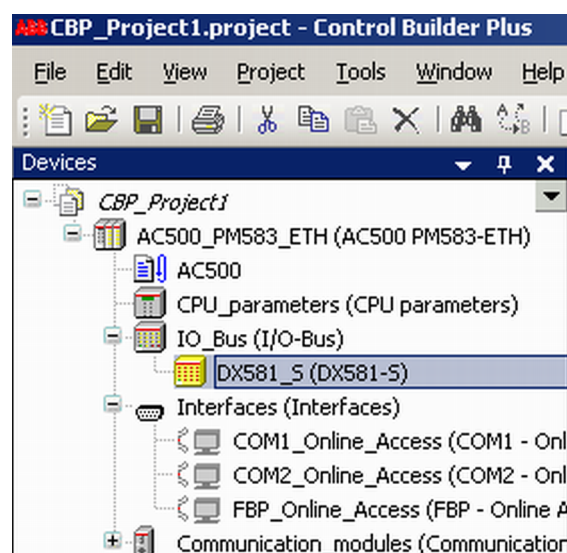 ABB CBP_Project1.project - Control Builder Plus
File Edit View Project Tools Window Help
Devices
CBP_Project1
AC500_PM583_ETH (AC500 PM583-ETH)
AC500
CPU_parameters (CPU parameters)
IO_Bus (I/O-Bus)
DX581_S (DX581-S)
Interfaces (Interfaces)
COM1_Online_Access (COM1 - Onl
COM2_Online_Access (COM2 - Onl
FBP_Online_Access (FBP - Online A
Communication_modules (Communication